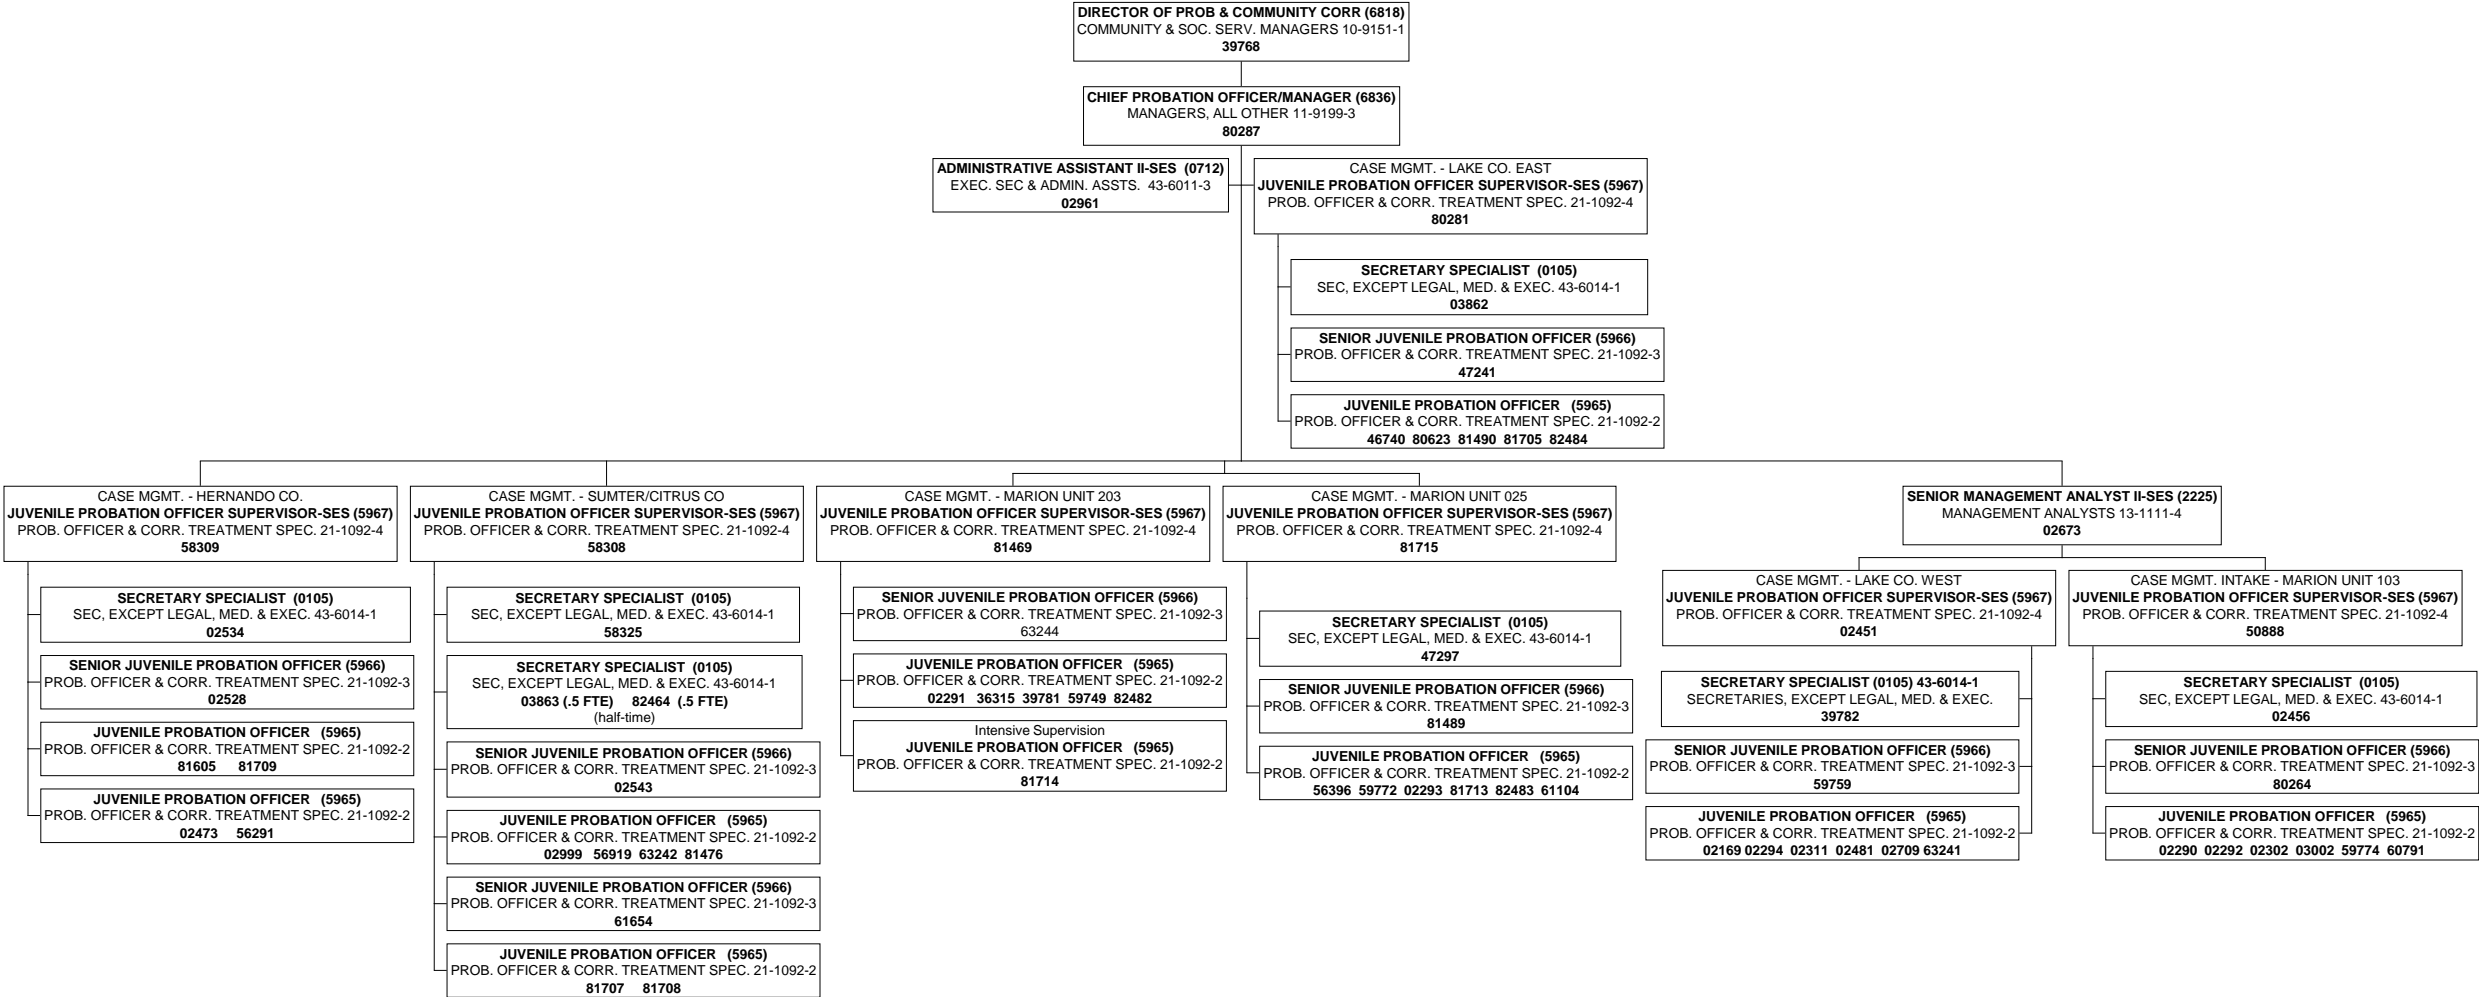 DIRECTOR OF PROB & COMMUNITY CORR (6818)
COMMUNITY & SOC. SERV. MANAGERS 10-9151-1
39768
CHIEF PROBATION OFFICER/MANAGER (6836)
MANAGERS, ALL OTHER 11-9199-3
80287
ADMINISTRATIVE ASSISTANT II-SES (0712)
EXEC. SEC & ADMIN. ASSTS. 43-6011-3
02961
CASE MGMT. - LAKE CO. EAST
JUVENILE PROBATION OFFICER SUPERVISOR-SES (5967)
PROB. OFFICER & CORR. TREATMENT SPEC. 21-1092-4
80281
SECRETARY SPECIALIST (0105)
SEC, EXCEPT LEGAL, MED. & EXEC. 43-6014-1
03862
SENIOR JUVENILE PROBATION OFFICER (5966)
PROB. OFFICER & CORR. TREATMENT SPEC. 21-1092-3
47241
JUVENILE PROBATION OFFICER (5965)
PROB. OFFICER & CORR. TREATMENT SPEC. 21-1092-2
46740 80623 81490 81705 82484
CASE MGMT. - HERNANDO CO.
JUVENILE PROBATION OFFICER SUPERVISOR-SES (5967)
PROB. OFFICER & CORR. TREATMENT SPEC. 21-1092-4
58309
SECRETARY SPECIALIST (0105)
SEC, EXCEPT LEGAL, MED. & EXEC. 43-6014-1
02534
SENIOR JUVENILE PROBATION OFFICER (5966)
PROB. OFFICER & CORR. TREATMENT SPEC. 21-1092-3
02528
JUVENILE PROBATION OFFICER (5965)
PROB. OFFICER & CORR. TREATMENT SPEC. 21-1092-2
81605 81709
JUVENILE PROBATION OFFICER (5965)
PROB. OFFICER & CORR. TREATMENT SPEC. 21-1092-2
02473 56291
CASE MGMT. - SUMTER/CITRUS CO
JUVENILE PROBATION OFFICER SUPERVISOR-SES (5967)
PROB. OFFICER & CORR. TREATMENT SPEC. 21-1092-4
58308
SECRETARY SPECIALIST (0105)
SEC, EXCEPT LEGAL, MED. & EXEC. 43-6014-1
58325
SECRETARY SPECIALIST (0105)
SEC, EXCEPT LEGAL, MED. & EXEC. 43-6014-1
03863 (.5 FTE) 82464 (.5 FTE)
(half-time)
SENIOR JUVENILE PROBATION OFFICER (5966)
PROB. OFFICER & CORR. TREATMENT SPEC. 21-1092-3
02543
JUVENILE PROBATION OFFICER (5965)
PROB. OFFICER & CORR. TREATMENT SPEC. 21-1092-2
02999 56919 63242 81476
SENIOR JUVENILE PROBATION OFFICER (5966)
PROB. OFFICER & CORR. TREATMENT SPEC. 21-1092-3
61654
JUVENILE PROBATION OFFICER (5965)
PROB. OFFICER & CORR. TREATMENT SPEC. 21-1092-2
81707 81708
CASE MGMT. - MARION UNIT 203
JUVENILE PROBATION OFFICER SUPERVISOR-SES (5967)
PROB. OFFICER & CORR. TREATMENT SPEC. 21-1092-4
81469
SENIOR JUVENILE PROBATION OFFICER (5966)
PROB. OFFICER & CORR. TREATMENT SPEC. 21-1092-3
63244
JUVENILE PROBATION OFFICER (5965)
PROB. OFFICER & CORR. TREATMENT SPEC. 21-1092-2
02291 36315 39781 59749 82482
Intensive Supervision
JUVENILE PROBATION OFFICER (5965)
PROB. OFFICER & CORR. TREATMENT SPEC. 21-1092-2
81714
CASE MGMT. - MARION UNIT 025
JUVENILE PROBATION OFFICER SUPERVISOR-SES (5967)
PROB. OFFICER & CORR. TREATMENT SPEC. 21-1092-4
81715
SECRETARY SPECIALIST (0105)
SEC, EXCEPT LEGAL, MED. & EXEC. 43-6014-1
47297
SENIOR JUVENILE PROBATION OFFICER (5966)
PROB. OFFICER & CORR. TREATMENT SPEC. 21-1092-3
81489
JUVENILE PROBATION OFFICER (5965)
PROB. OFFICER & CORR. TREATMENT SPEC. 21-1092-2
56396 59772 02293 81713 82483 61104
SENIOR MANAGEMENT ANALYST II-SES (2225)
MANAGEMENT ANALYSTS 13-1111-4
02673
CASE MGMT. - LAKE CO. WEST
JUVENILE PROBATION OFFICER SUPERVISOR-SES (5967)
PROB. OFFICER & CORR. TREATMENT SPEC. 21-1092-4
02451
SECRETARY SPECIALIST (0105) 43-6014-1
SECRETARIES, EXCEPT LEGAL, MED. & EXEC.
39782
SENIOR JUVENILE PROBATION OFFICER (5966)
PROB. OFFICER & CORR. TREATMENT SPEC. 21-1092-3
59759
JUVENILE PROBATION OFFICER (5965)
PROB. OFFICER & CORR. TREATMENT SPEC. 21-1092-2
02169 02294 02311 02481 02709 63241
CASE MGMT. INTAKE - MARION UNIT 103
JUVENILE PROBATION OFFICER SUPERVISOR-SES (5967)
PROB. OFFICER & CORR. TREATMENT SPEC. 21-1092-4
50888
SECRETARY SPECIALIST (0105)
SEC, EXCEPT LEGAL, MED. & EXEC. 43-6014-1
02456
SENIOR JUVENILE PROBATION OFFICER (5966)
PROB. OFFICER & CORR. TREATMENT SPEC. 21-1092-3
80264
JUVENILE PROBATION OFFICER (5965)
PROB. OFFICER & CORR. TREATMENT SPEC. 21-1092-2
02290 02292 02302 03002 59774 60791